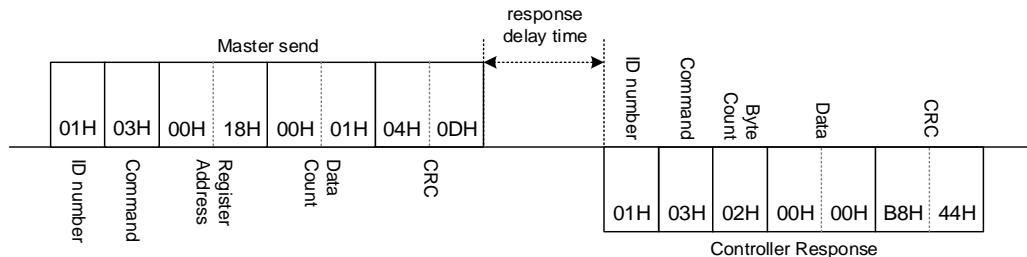 response
delay time
Master send
01H 03H 00H 18H 00H 01H 04H 0DH
ID number
Command
Register
Address
Data
Count
CRC
ID number
Command
Byte
Count
Data
CRC
01H 03H 02H 00H 00H B8H 44H
Controller Response